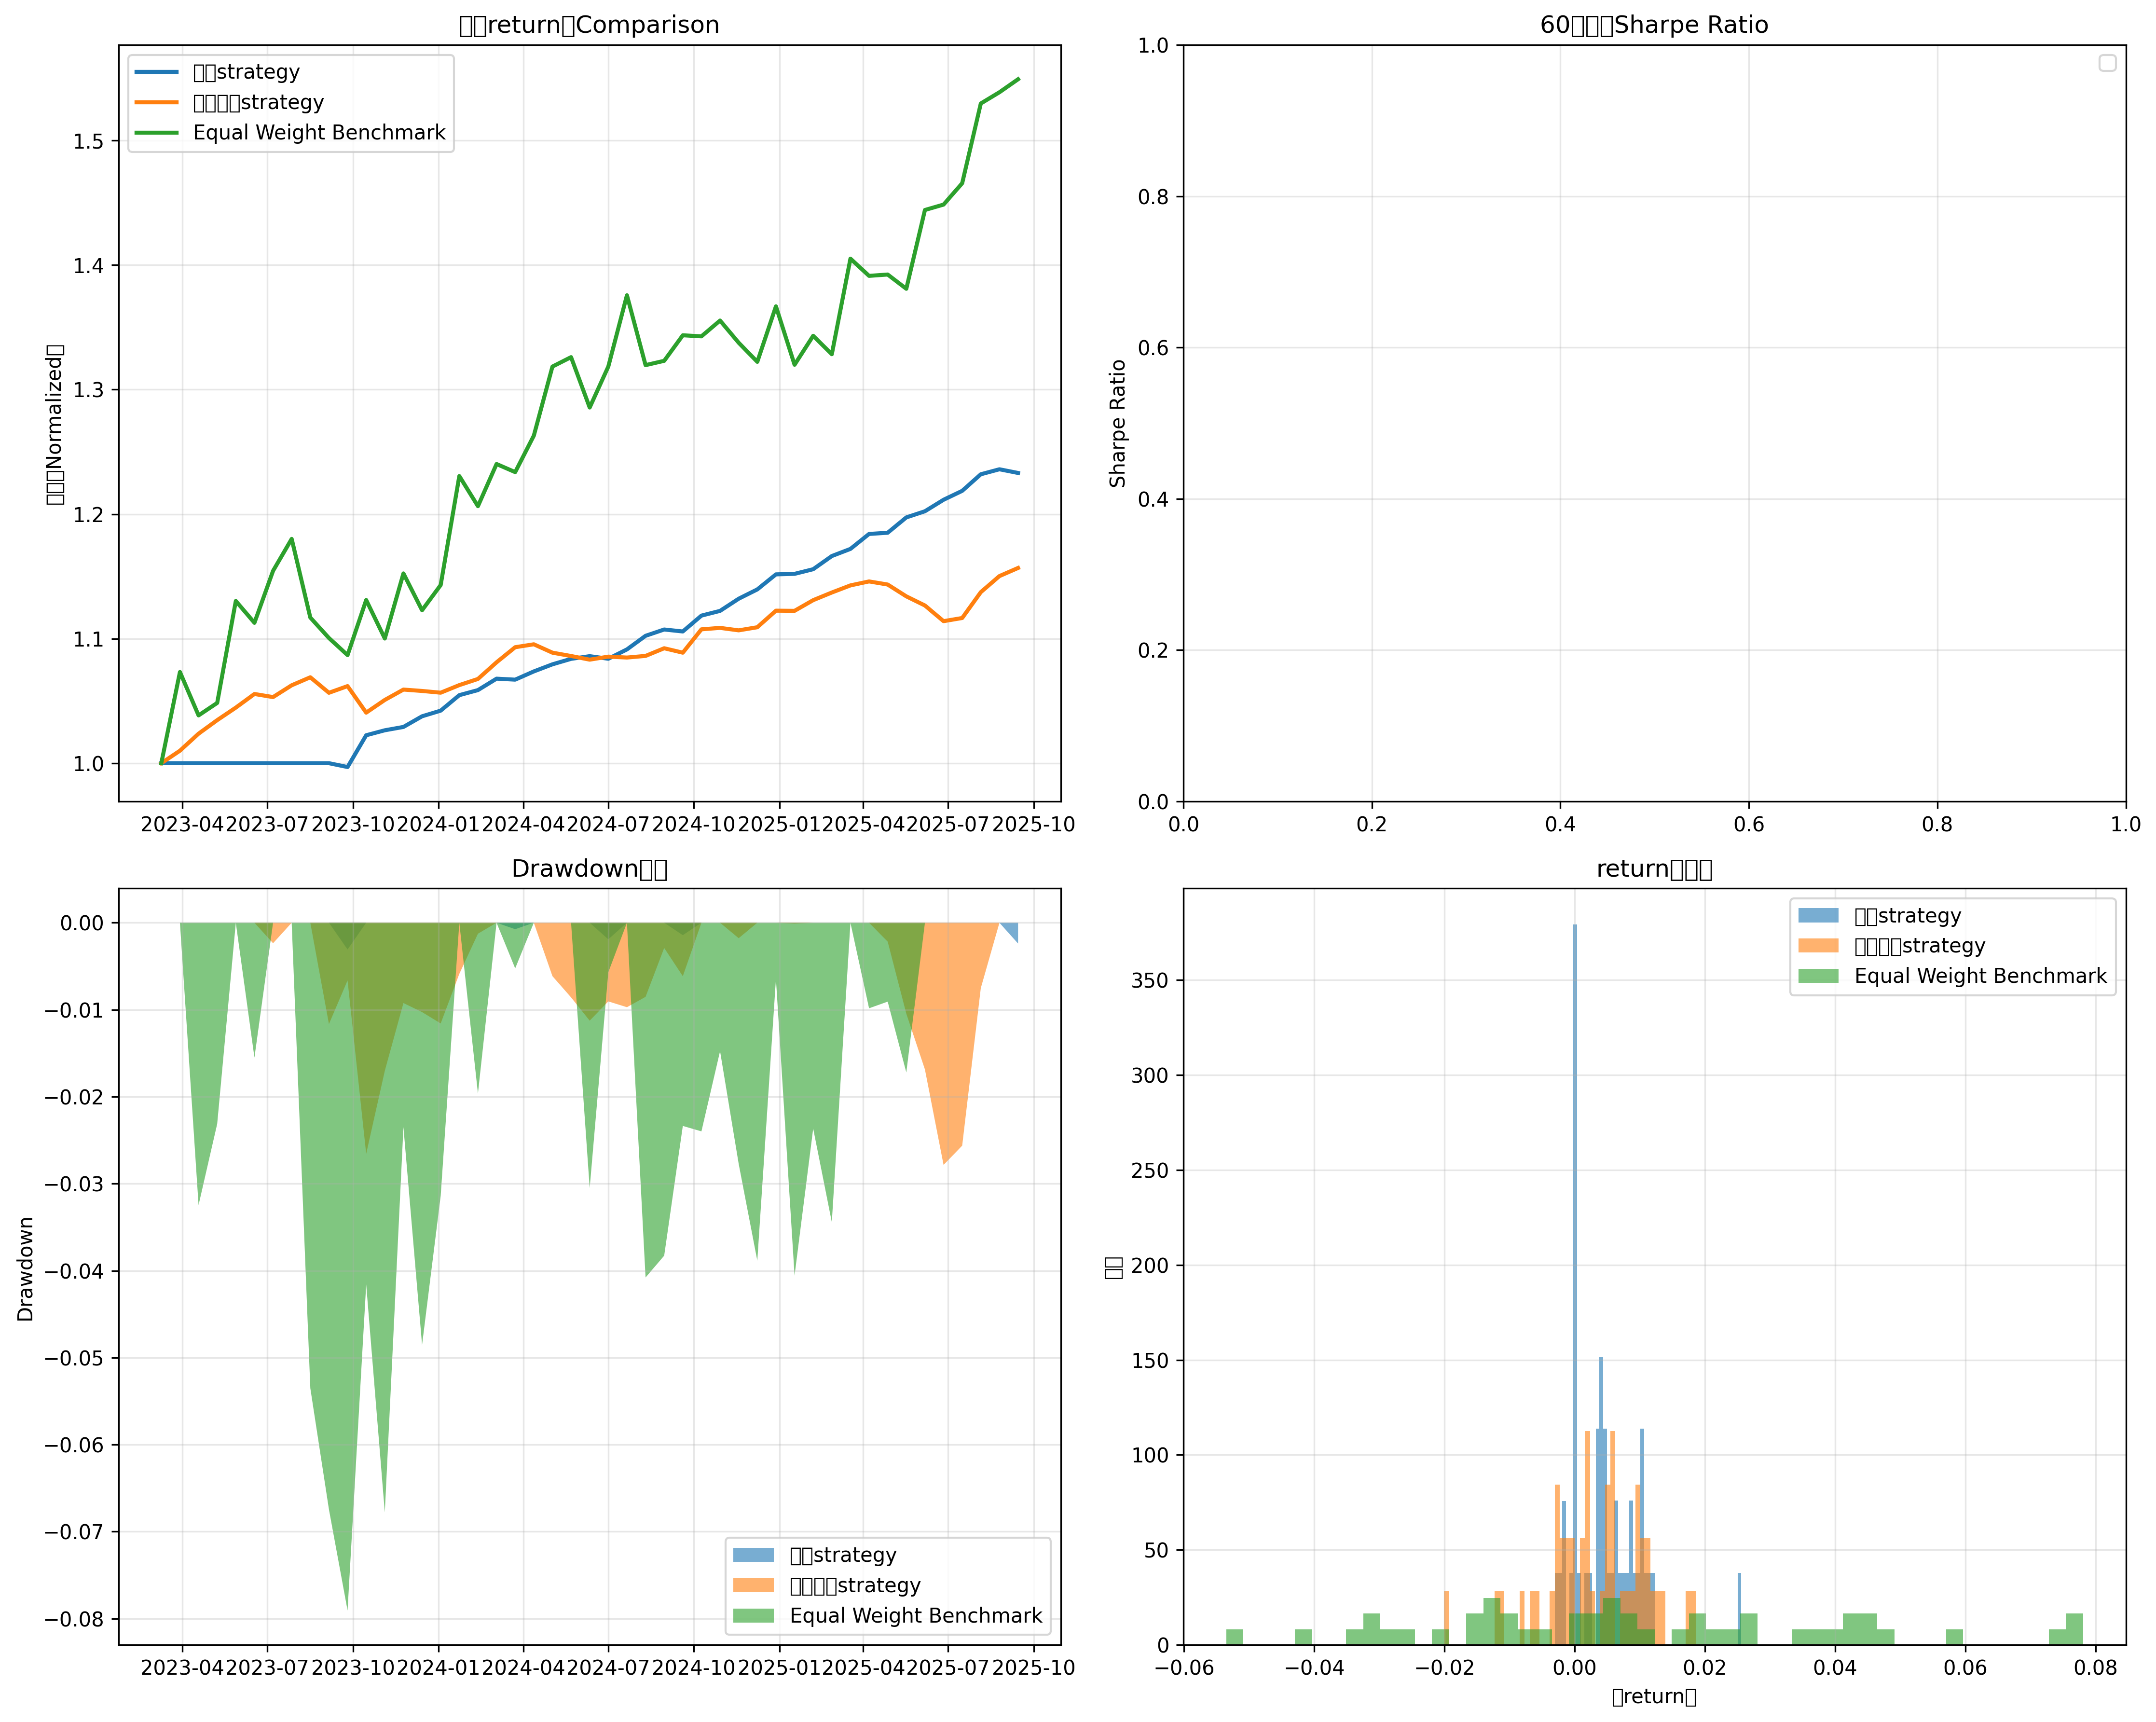 return Comparison
strategy
strategy
Equal Weight Benchmark
Normalized
1.5
1.4
1.3
1.2
1.1
1.0
2023-04 2023-07 2023-10 2024-01 2024-04 2024-07 2024-10 2025-01 2025-04 2025-07 2025-10
60 Sharpe Ratio
Sharpe Ratio
1.0
0.8
0.6
0.4
0.2
0.0
0.0 0.2 0.4 0.6 0.8 1.0
Drawdown
Drawdown
0.00
−0.01
−0.02
−0.03
−0.04
−0.05
−0.06
−0.07
−0.08
strategy
strategy
Equal Weight Benchmark
2023-04 2023-07 2023-10 2024-01 2024-04 2024-07 2024-10 2025-01 2025-04 2025-07 2025-10
return
strategy
strategy
Equal Weight Benchmark
350
300
250
200
150
100
50
0
−0.06 −0.04 −0.02 0.00 0.02 0.04 0.06 0.08
return